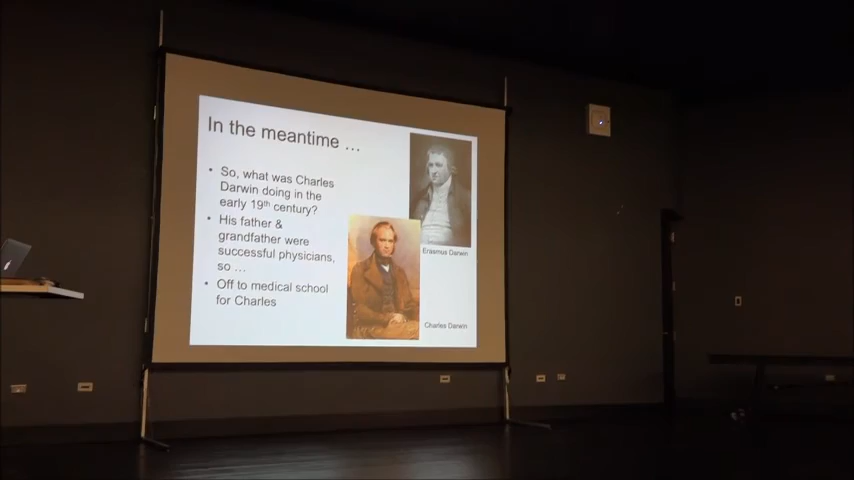 In the meantime …
• So, what was Charles
Darwin doing in the
early 19th century?
• His father &
grandfather were
successful physicians,
so …
• Off to medical school
for Charles
Erasmus Darwin
Charles Darwin